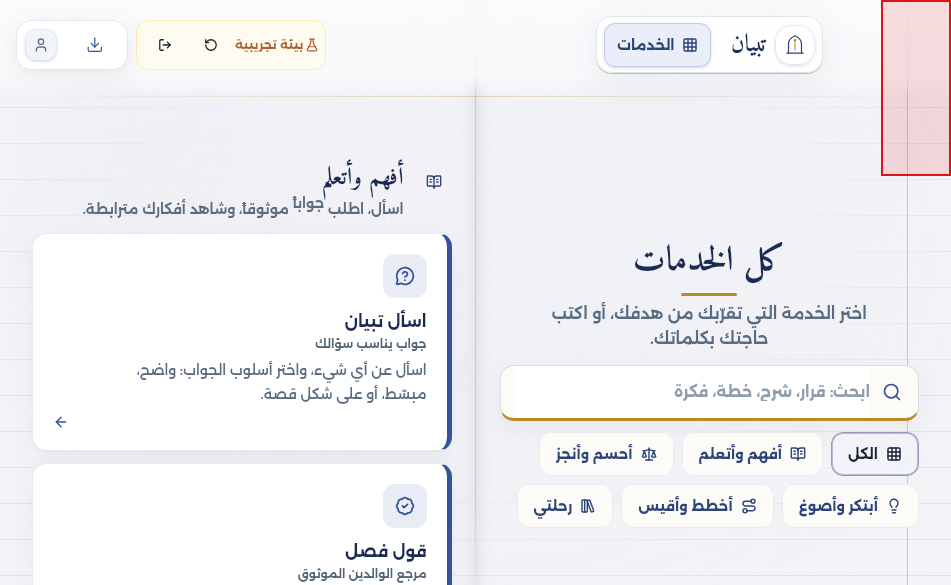 تبيان
الخدمات
بيئة تجريبية
كل الخدمات
اختر الخدمة التي تقرّبك من هدفك، أو اكتب
حاجتك بكلماتك.
ابحث: قرار، شرح، خطة، فكرة
الكل
أفهم وأتعلم
أحسم وأنجز
أبتكر وأصوغ
أخطط وأقيس
رحلتي
أفهم وأتعلم
اسأل، اطلب جوابًا موثوقًا، وشاهد أفكارك مترابطة.
اسأل تبيان
جواب يناسب سؤالك
اسأل عن أي شيء، واختر أسلوب الجواب: واضح،
مبسّط، أو على شكل قصة.
قول فصل
مرجع الوالدين الموثوق